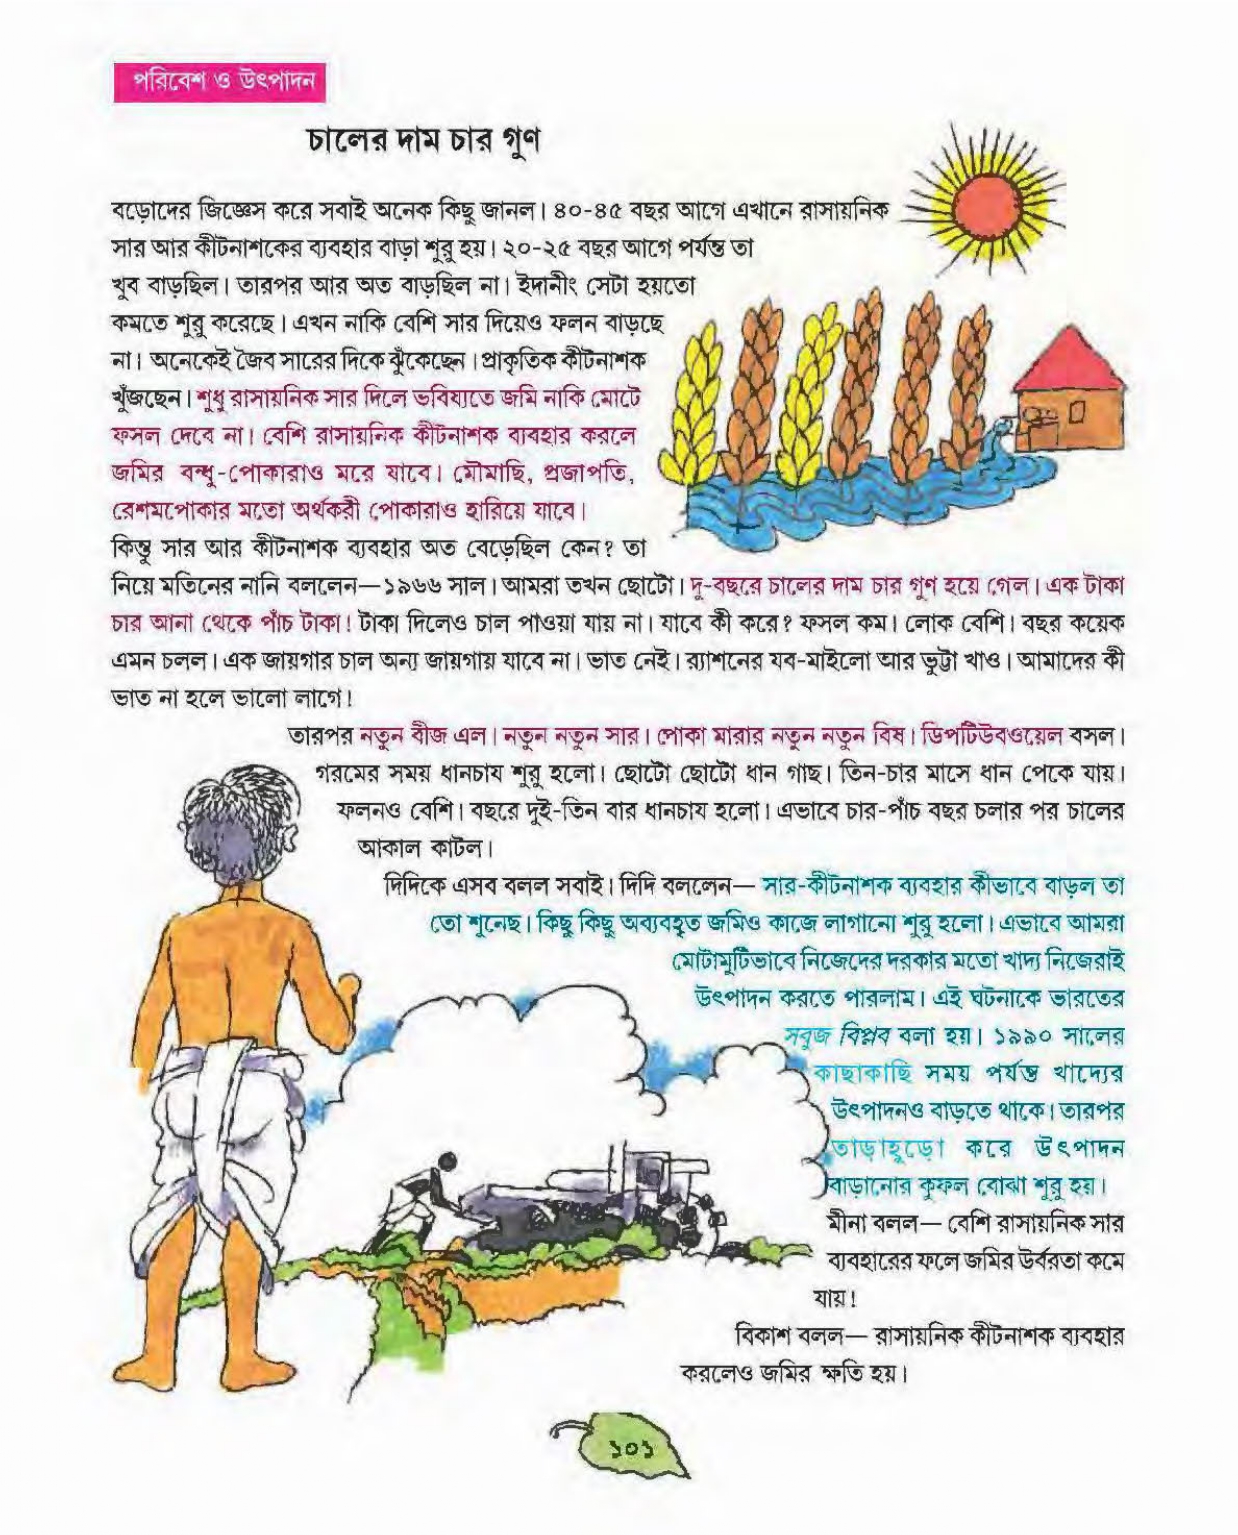 পরিবেশ ও উৎপাদন
চালের দাম চার গুণ
বড়োদের জিজ্ঞেস করে সবাই অনেক কিছু জানল। ৪০-৪৫ বছর আগে এখানে রাসায়নিক
সার আর কীটনাশকের ব্যবহার বাড়া শুরু হয়। ২০-২৫ বছর আগে পর্যন্ত তা
খুব বাড়ছিল। তারপর আর অত বাড়ছিল না। ইদানীং সেটা হয়তো
কমতে শুরু করেছে। এখন নাকি বেশি সার দিয়েও ফলন বাড়ছে
না। অনেকেই জৈব সারের দিকে ঝুঁকেছেন। প্রাকৃতিক কীটনাশক
খুঁজছেন। শুধু রাসায়নিক সার দিলে ভবিষ্যতে জমি নাকি মোটে
ফসল দেবে না। বেশি রাসায়নিক কীটনাশক ব্যবহার করলে
জমির বন্ধু-পোকারাও মরে যাবে। মৌমাছি, প্রজাপতি,
রেশমপোকার মতো অর্থকরী পোকারাও হারিয়ে যাবে।
কিন্তু সার আর কীটনাশক ব্যবহার অত বেড়েছিল কেন? তা
নিয়ে মতিনের নানি বললেন—১৯৬৬ সাল। আমরা তখন ছোটো। দু-বছরে চালের দাম চার গুণ হয়ে গেল। এক টাকা
চার আনা থেকে পাঁচ টাকা! টাকা দিলেও চাল পাওয়া যায় না। যাবে কী করে? ফসল কম। লোক বেশি। বছর কয়েক
এমন চলল। এক জায়গার চাল অন্য জায়গায় যাবে না। ভাত নেই। র‍্যাশনের যব-মাইলো আর ভুট্টা খাও। আমাদের কী
ভাত না হলে ভালো লাগে!
তারপর নতুন বীজ এল। নতুন নতুন সার। পোকা মারার নতুন নতুন বিষ। ডিপটিউবওয়েল বসল।
গরমের সময় ধানচাষ শুরু হলো। ছোটো ছোটো ধান গাছ। তিন-চার মাসে ধান পেকে যায়।
ফলনও বেশি। বছরে দুই-তিন বার ধানচাষ হলো। এভাবে চার-পাঁচ বছর চলার পর চালের
আকাল কাটল।
দিদিকে এসব বলল সবাই। দিদি বললেন— সার-কীটনাশক ব্যবহার কীভাবে বাড়ল তা
তো শুনেছ। কিছু কিছু অব্যবহৃত জমিও কাজে লাগানো শুরু হলো। এভাবে আমরা
মোটামুটিভাবে নিজেদের দরকার মতো খাদ্য নিজেরাই
উৎপাদন করতে পারলাম। এই ঘটনাকে ভারতের
সবুজ বিপ্লব বলা হয়। ১৯৯০ সালের
কাছাকাছি সময় পর্যন্ত খাদ্যের
উৎপাদনও বাড়তে থাকে। তারপর
তাড়াহুড়ো করে উৎপাদন
বাড়ানোর কুফল বোঝা শুরু হয়।
মীনা বলল— বেশি রাসায়নিক সার
ব্যবহারের ফলে জমির উর্বরতা কমে
যায়!
বিকাশ বলল— রাসায়নিক কীটনাশক ব্যবহার
করলেও জমির ক্ষতি হয়।
১০১